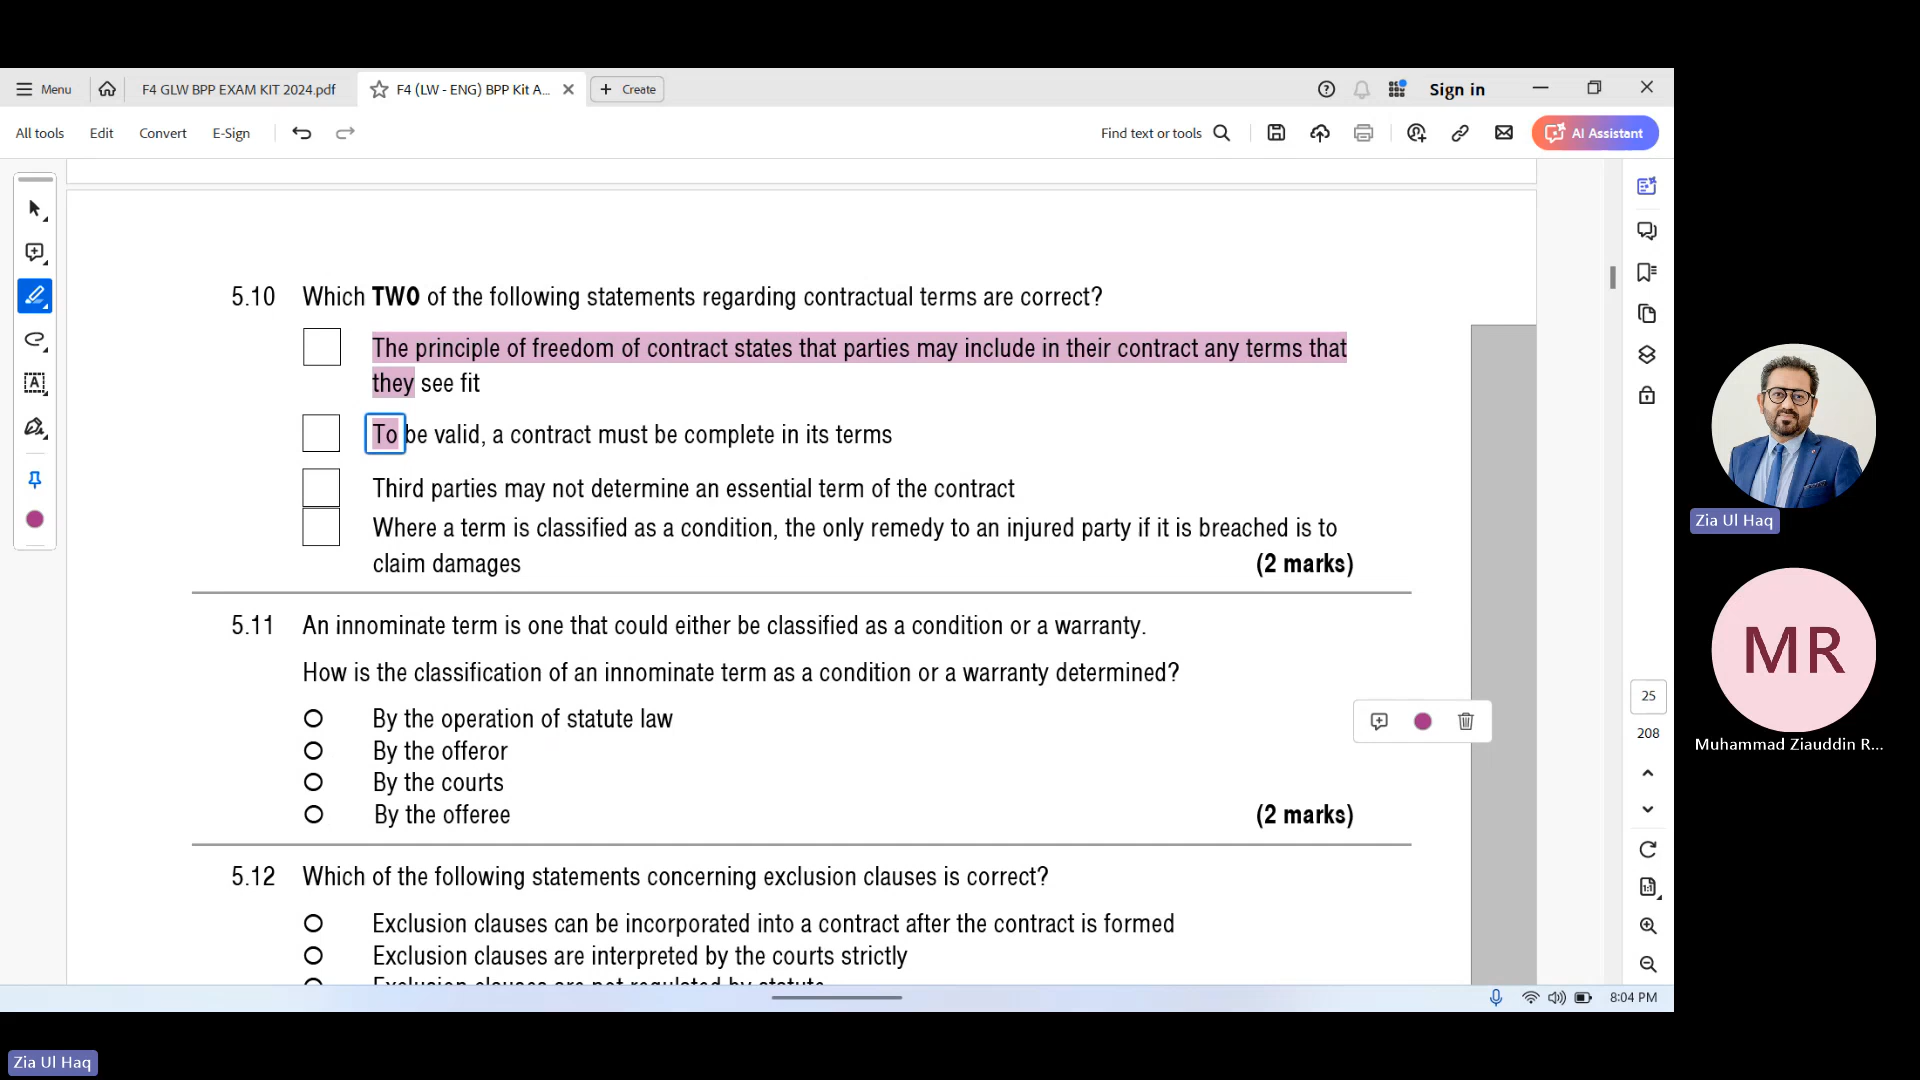 Menu
F4 GLW BPP EXAM KIT 2024.pdf
F4 (LW - ENG) BPP Kit A...
Create
Sign in
All tools
Edit
Convert
E-Sign
Find text or tools
AI Assistant
5.10 Which TWO of the following statements regarding contractual terms are correct?
The principle of freedom of contract states that parties may include in their contract any terms that
they see fit
To be valid, a contract must be complete in its terms
Third parties may not determine an essential term of the contract
Where a term is classified as a condition, the only remedy to an injured party if it is breached is to
claim damages (2 marks)
5.11 An innominate term is one that could either be classified as a condition or a warranty.
How is the classification of an innominate term as a condition or a warranty determined?
By the operation of statute law
By the offeror
By the courts
By the offeree (2 marks)
5.12 Which of the following statements concerning exclusion clauses is correct?
Exclusion clauses can be incorporated into a contract after the contract is formed
Exclusion clauses are interpreted by the courts strictly
Exclusion clauses are not regulated by statute
25
208
8:04 PM
Zia Ul Haq
MR
Muhammad Ziauddin R...
Zia Ul Haq